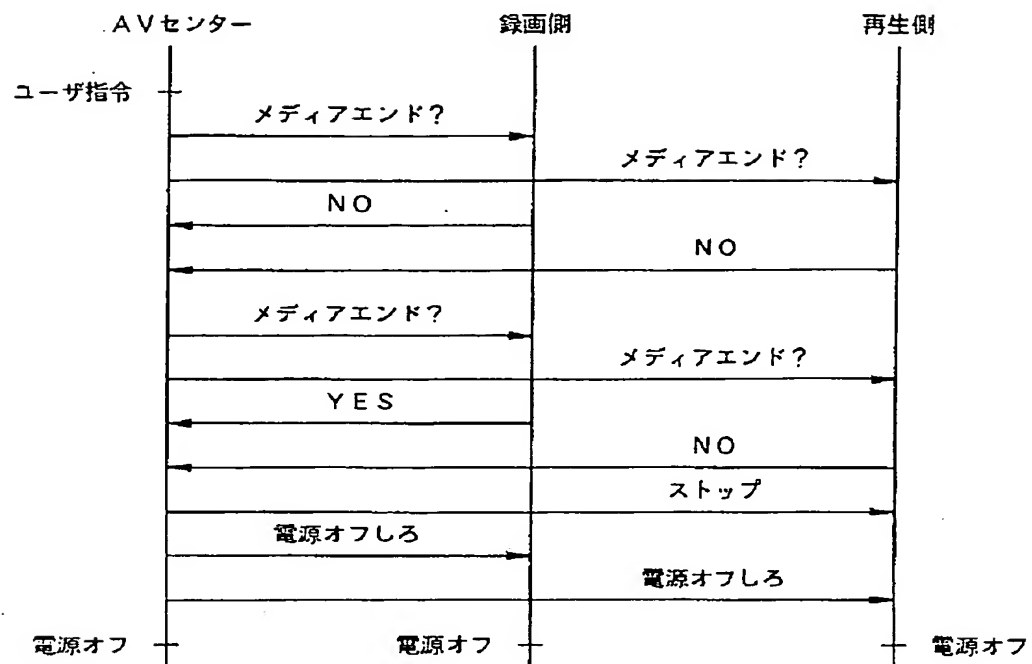 ＡＶセンター　録画側　再生側
ユーザ指令
メディアエンド？
メディアエンド？
ＮＯ
ＮＯ
メディアエンド？
メディアエンド？
ＹＥＳ
ＮＯ
ストップ
電源オフしろ
電源オフしろ
電源オフ　電源オフ　電源オフ